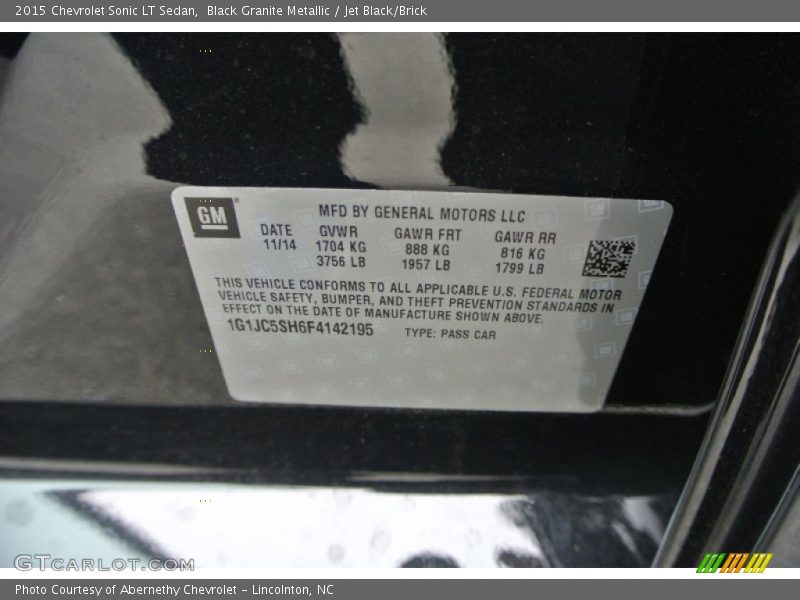 2015 Chevrolet Sonic LT Sedan, Black Granite Metallic / Jet Black/Brick
GM
MFD BY GENERAL MOTORS LLC
DATE GVWR GAWR FRT GAWR RR
11/14 1704 KG 888 KG 816 KG
3756 LB 1957 LB 1799 LB
THIS VEHICLE CONFORMS TO ALL APPLICABLE U.S. FEDERAL MOTOR
VEHICLE SAFETY, BUMPER, AND THEFT PREVENTION STANDARDS IN
EFFECT ON THE DATE OF MANUFACTURE SHOWN ABOVE.
1G1JC5SH6F4142195 TYPE: PASS CAR
GTcarlot.com
Photo Courtesy of Abernethy Chevrolet – Lincolnton, NC